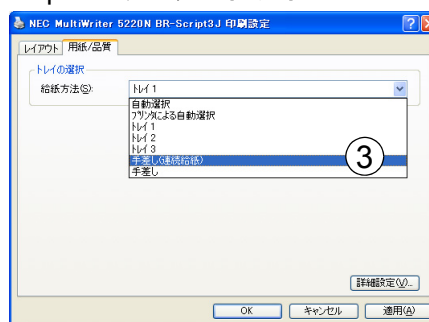 NEC MultiWriter 5220N BR-Script3J 印刷設定
レイアウト 用紙/品質
トレイの選択
給紙方法(S): トレイ 1
自動選択
プリンタによる自動選択
トレイ 1
トレイ 2
トレイ 3
手差し(連続給紙)
手差し
③
詳細設定(V)...
OK キャンセル 適用(A)